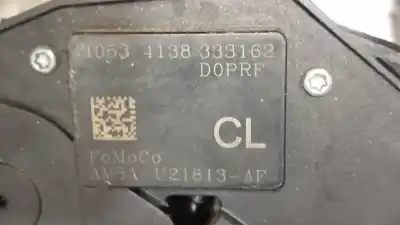 1053 4138 333162
D0PRF
CL
FoMoCo
AM5A U21813-AF